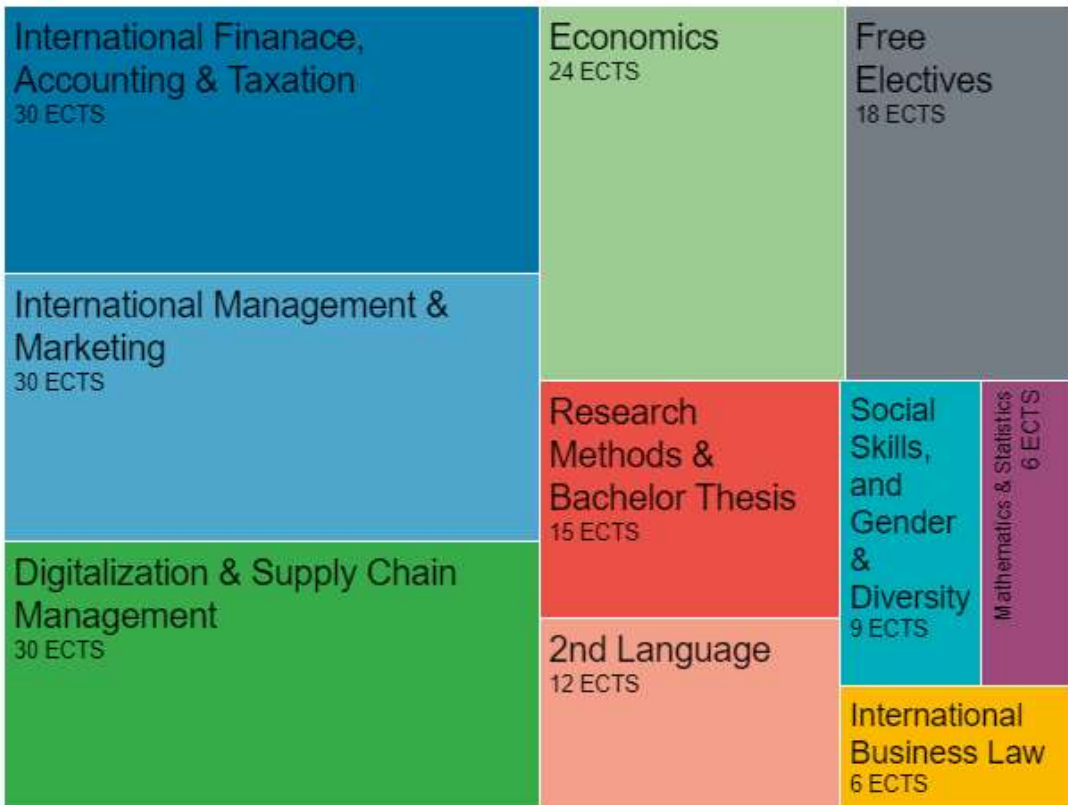 International Finanace,
Accounting & Taxation
30 ECTS
International Management &
Marketing
30 ECTS
Digitalization & Supply Chain
Management
30 ECTS
Economics
24 ECTS
Free
Electives
18 ECTS
Research
Methods &
Bachelor Thesis
15 ECTS
2nd Language
12 ECTS
Social
Skills,
and
Gender
&
Diversity
9 ECTS
Mathematics & Statistics
6 ECTS
International
Business Law
6 ECTS